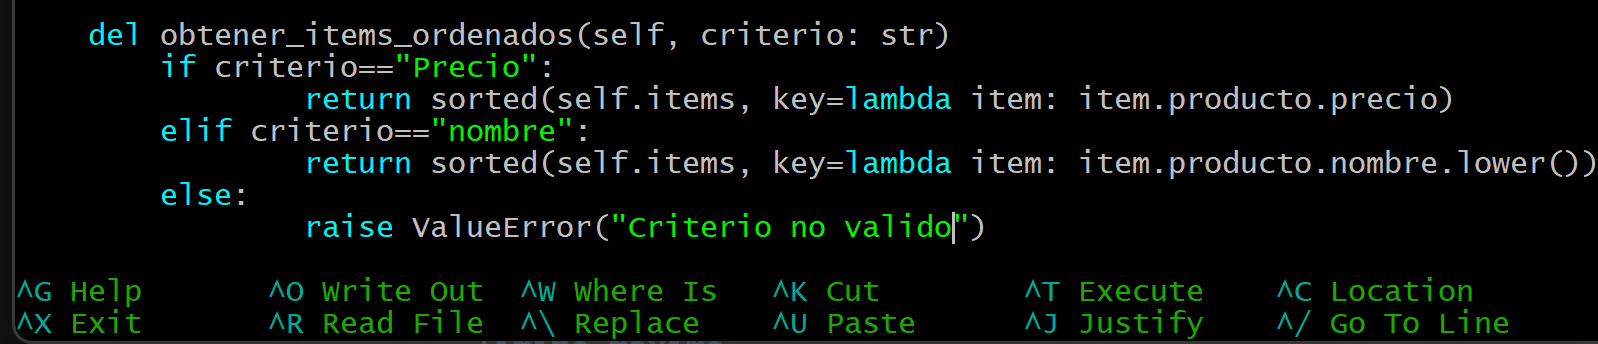 del obtener_items_ordenados(self, criterio: str)
if criterio=="Precio":
return sorted(self.items, key=lambda item: item.producto.precio)
elif criterio=="nombre":
return sorted(self.items, key=lambda item: item.producto.nombre.lower())
else:
raise ValueError("Criterio no valido")
^G Help ^O Write Out ^W Where Is ^K Cut ^T Execute ^C Location
^X Exit ^R Read File ^\ Replace ^U Paste ^J Justify ^/ Go To Line